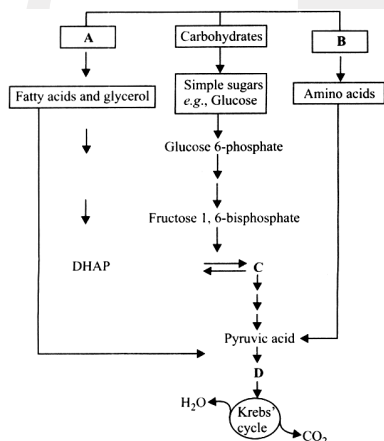 A
Carbohydrates
B
Fatty acids and glycerol
Simple sugars
e.g., Glucose
Amino acids
Glucose 6-phosphate
Fructose 1, 6-bisphosphate
DHAP
C
Pyruvic acid
D
H₂O
Krebs'
cycle
CO₂